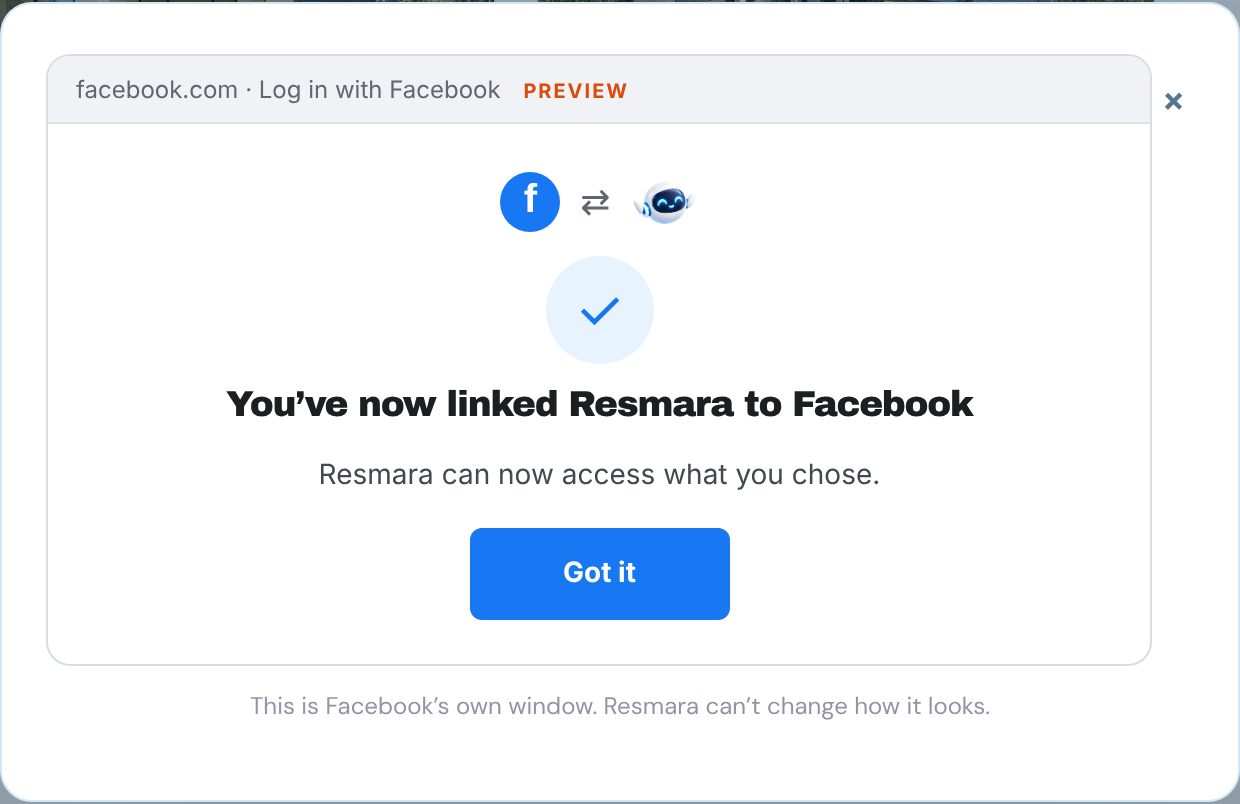 facebook.com · Log in with Facebook PREVIEW
×
f
You’ve now linked Resmara to Facebook
Resmara can now access what you chose.
Got it
This is Facebook’s own window. Resmara can’t change how it looks.